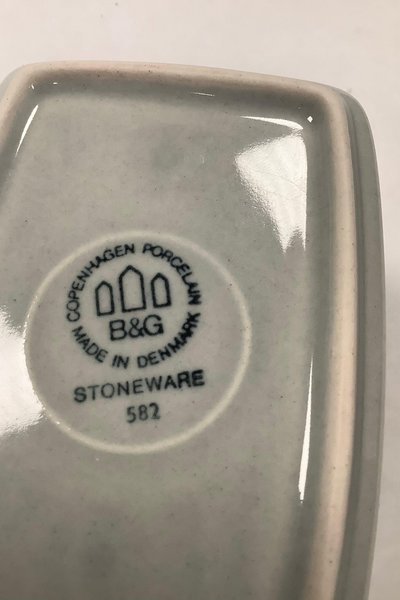 COPENHAGEN PORCELAIN
B&G
MADE IN DENMARK
STONEWARE
582